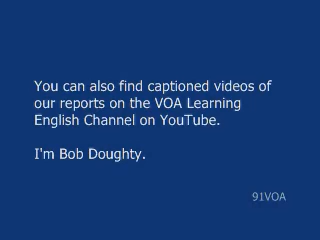 You can also find captioned videos of
our reports on the VOA Learning
English Channel on YouTube.
I'm Bob Doughty.
91VOA